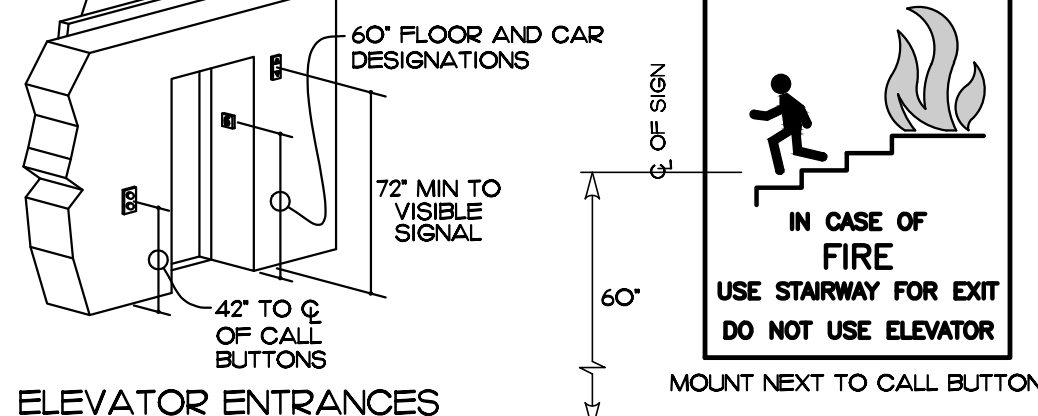 60" FLOOR AND CAR
DESIGNATIONS
72" MIN TO
VISIBLE
SIGNAL
42" TO ℄
OF CALL
BUTTONS
ELEVATOR ENTRANCES
℄ OF SIGN
60"
IN CASE OF
FIRE
USE STAIRWAY FOR EXIT
DO NOT USE ELEVATOR
MOUNT NEXT TO CALL BUTTON